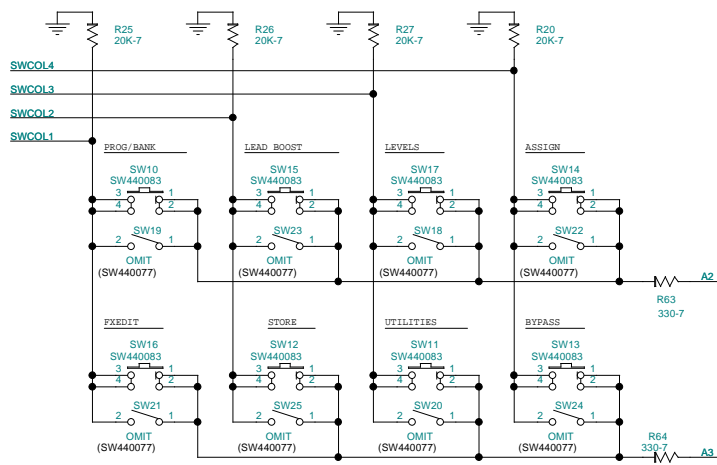 R25 R26 R27 R20
20K-7 20K-7 20K-7 20K-7
SWCOL4
SWCOL3
SWCOL2
SWCOL1
PROG/BANK LEAD BOOST LEVELS ASSIGN
SW10 SW15 SW17 SW14
SW440083 SW440083 SW440083 SW440083
3 1 3 1 3 1 3 1
4 2 4 2 4 2 4 2
SW19 SW23 SW18 SW22
2 1 2 1 2 1 2 1
OMIT OMIT OMIT OMIT
(SW440077) (SW440077) (SW440077) (SW440077)
A2
R63
330-7
FXEDIT STORE UTILITIES BYPASS
SW16 SW12 SW11 SW13
SW440083 SW440083 SW440083 SW440083
3 1 3 1 3 1 3 1
4 2 4 2 4 2 4 2
SW21 SW25 SW20 SW24
2 1 2 1 2 1 2 1
OMIT OMIT OMIT OMIT
(SW440077) (SW440077) (SW440077) (SW440077)
R64
330-7
A3